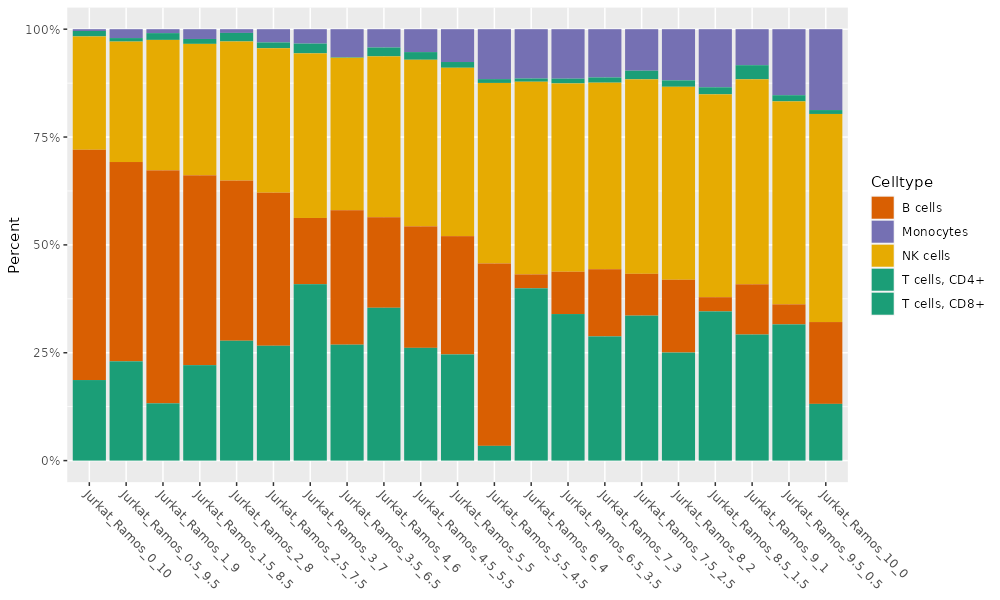 100%
75%
50%
25%
0%
Percent
Jurkat_Ramos_0_10
Jurkat_Ramos_0.5_9.5
Jurkat_Ramos_1_9
Jurkat_Ramos_1.5_8.5
Jurkat_Ramos_2_8
Jurkat_Ramos_2.5_7.5
Jurkat_Ramos_3_7
Jurkat_Ramos_3.5_6.5
Jurkat_Ramos_4_6
Jurkat_Ramos_4.5_5.5
Jurkat_Ramos_5_5
Jurkat_Ramos_5.5_4.5
Jurkat_Ramos_6_4
Jurkat_Ramos_6.5_3.5
Jurkat_Ramos_7_3
Jurkat_Ramos_7.5_2.5
Jurkat_Ramos_8_2
Jurkat_Ramos_8.5_1.5
Jurkat_Ramos_9_1
Jurkat_Ramos_9.5_0.5
Jurkat_Ramos_10_0
Celltype
B cells
Monocytes
NK cells
T cells, CD4+
T cells, CD8+